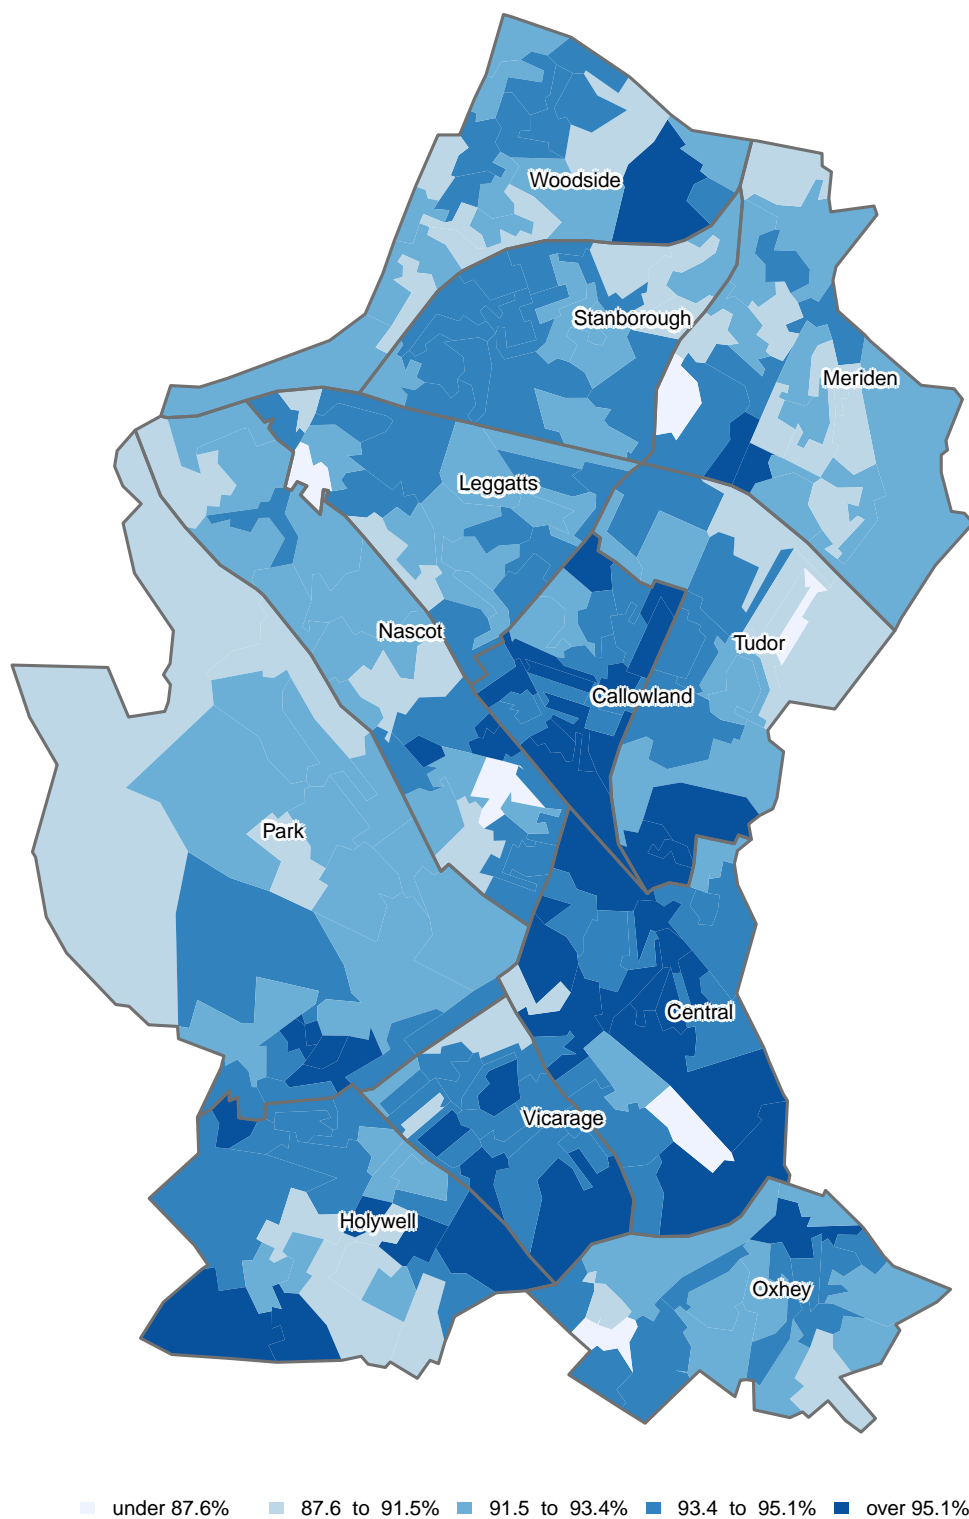 Woodside
Stanborough
Meriden
Leggatts
Nascot
Tudor
Callowland
Park
Central
Vicarage
Holywell
Oxhey
under 87.6% 87.6 to 91.5% 91.5 to 93.4% 93.4 to 95.1% over 95.1%